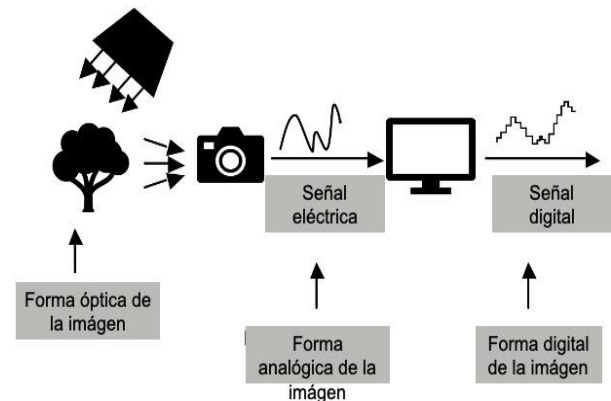 Señal
eléctrica
Señal
digital
Forma óptica de
la imágen
Forma
analógica de la
imágen
Forma digital
de la imágen